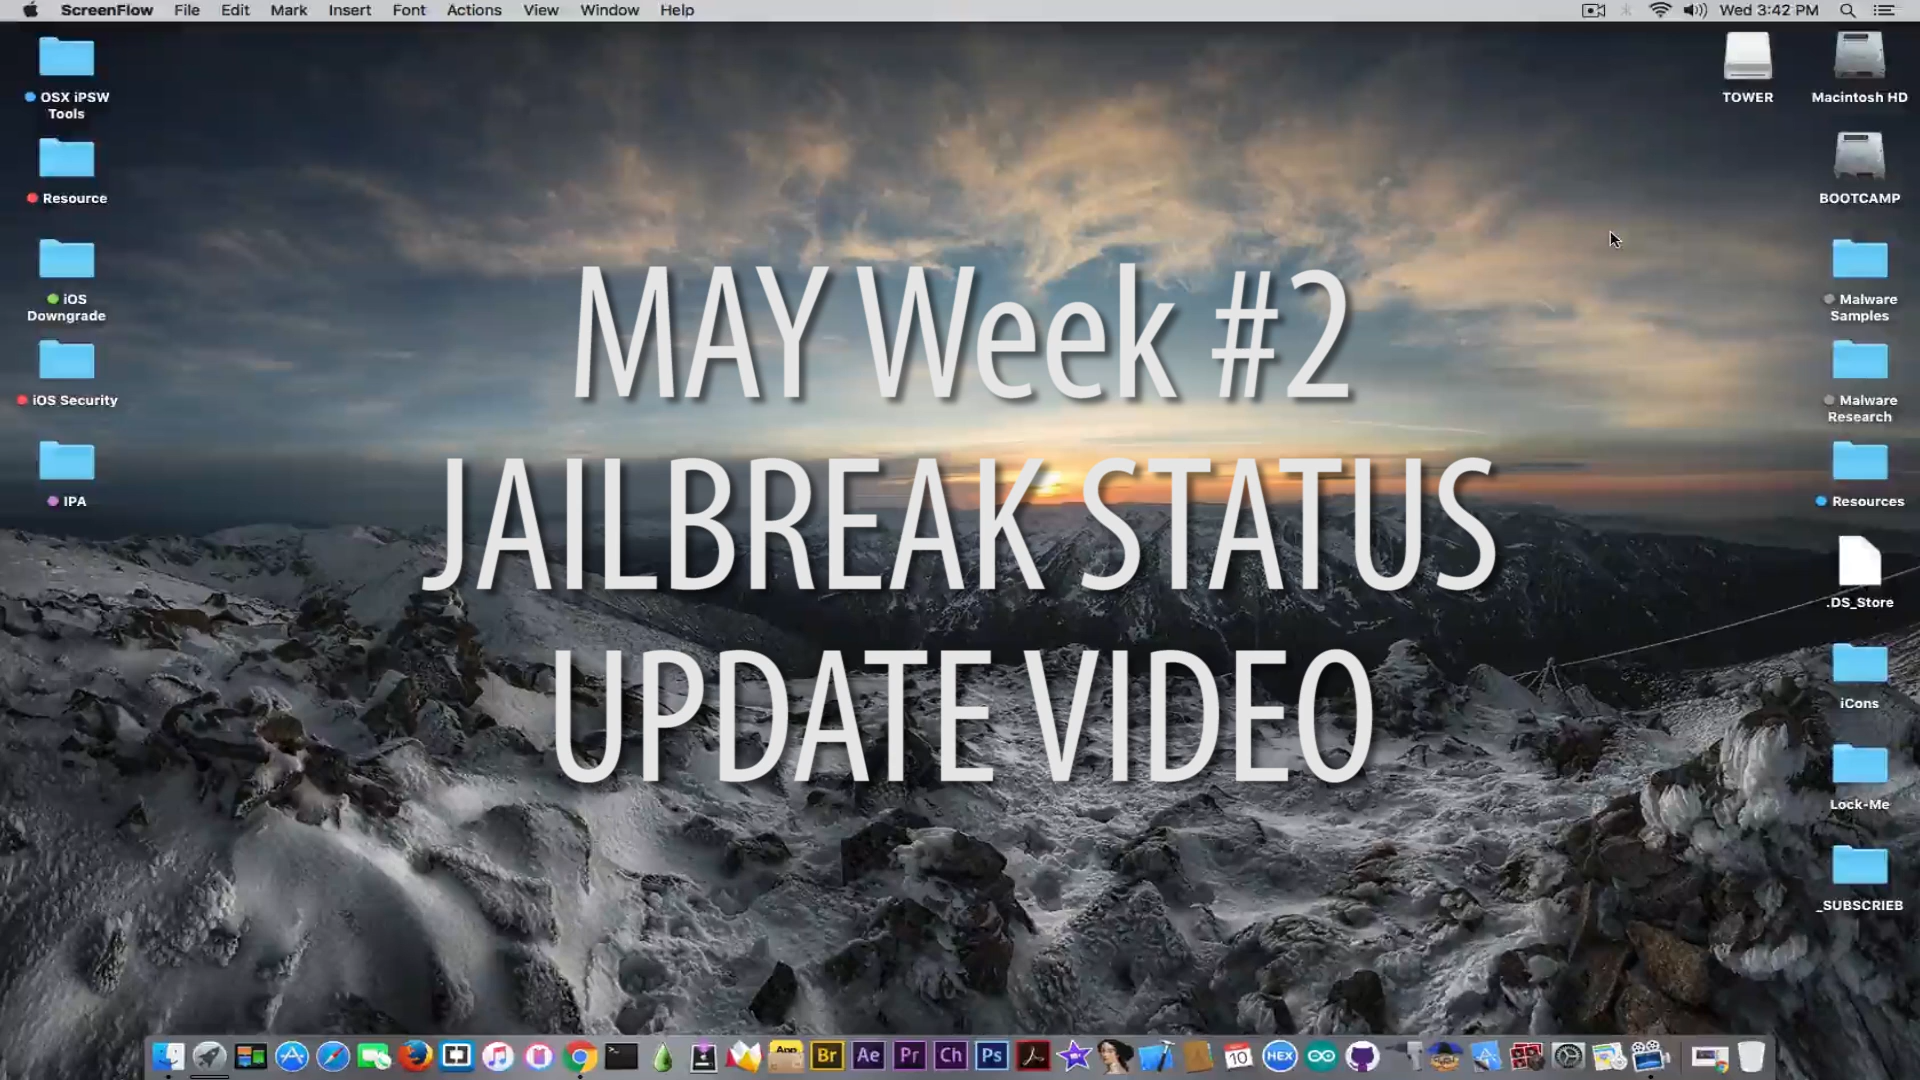 ScreenFlow File Edit Mark Insert Font Actions View Window Help
Wed 3:42 PM
OSX iPSW
Tools
Resource
iOS
Downgrade
iOS Security
IPA
TOWER
Macintosh HD
BOOTCAMP
Malware
Samples
Malware
Research
Resources
.DS_Store
iCons
Lock-Me
_SUBSCRIEB
MAY Week #2
JAILBREAK STATUS
UPDATE VIDEO
App
Br
Ae
Pr
Ch
Ps
10
HEX